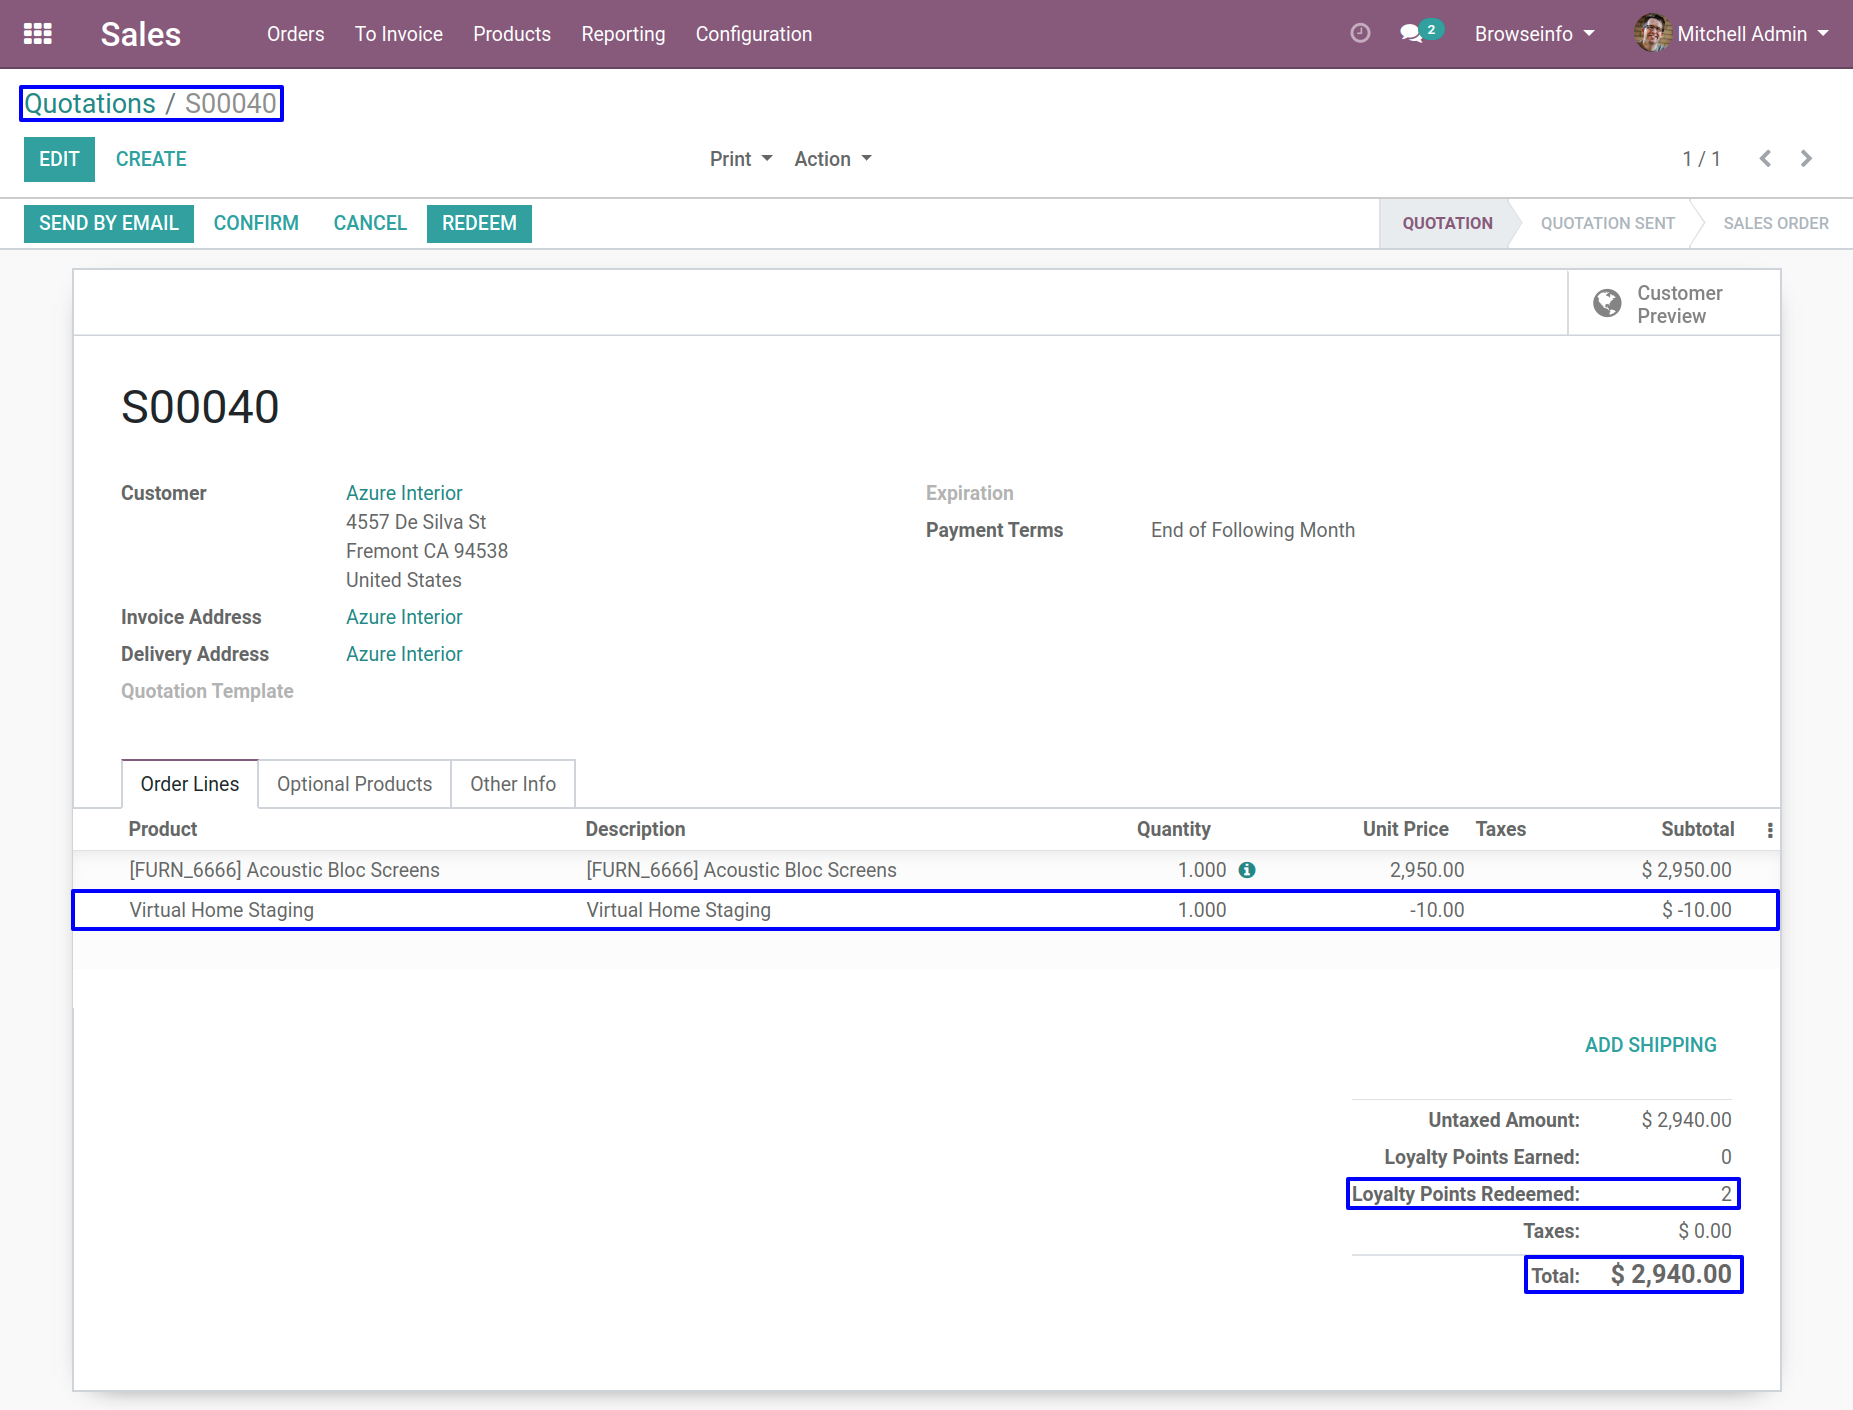 Sales Orders To Invoice Products Reporting Configuration 2 Browseinfo Mitchell Admin
Quotations / S00040
EDIT CREATE Print Action 1 / 1
SEND BY EMAIL CONFIRM CANCEL REDEEM QUOTATION QUOTATION SENT SALES ORDER
Customer
Preview
S00040
Customer Azure Interior Expiration
4557 De Silva St Payment Terms End of Following Month
Fremont CA 94538
United States
Invoice Address Azure Interior
Delivery Address Azure Interior
Quotation Template
Order Lines Optional Products Other Info
Product Description Quantity Unit Price Taxes Subtotal
[FURN_6666] Acoustic Bloc Screens [FURN_6666] Acoustic Bloc Screens 1.000 2,950.00 $ 2,950.00
Virtual Home Staging Virtual Home Staging 1.000 -10.00 $ -10.00
ADD SHIPPING
Untaxed Amount: $ 2,940.00
Loyalty Points Earned: 0
Loyalty Points Redeemed: 2
Taxes: $ 0.00
Total: $ 2,940.00